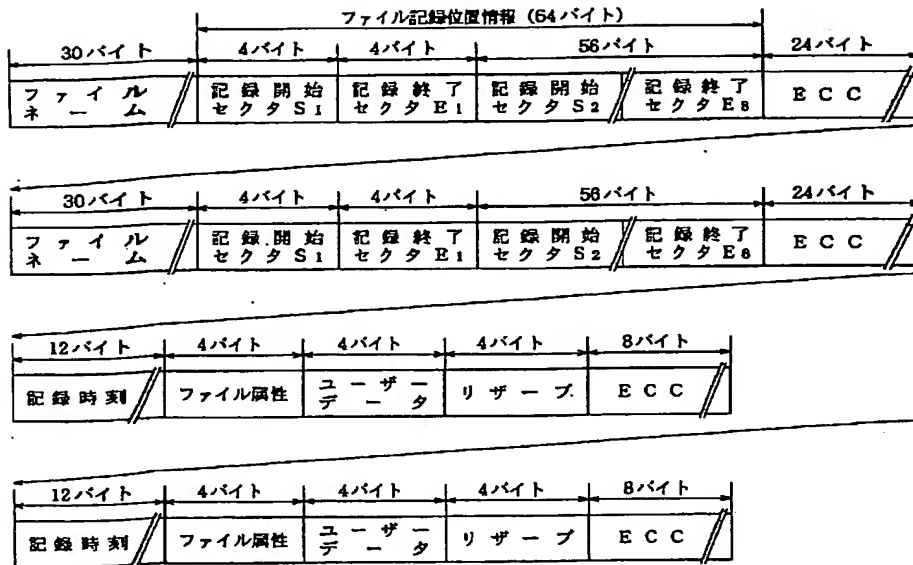 ファイル記録位置情報 (64バイト)
30バイト 4バイト 4バイト 56バイト 24バイト
ファイル 記録開始 記録終了 記録開始 記録終了 ECC
ネーム セクタS1 セクタE1 セクタS2 セクタE8
30バイト 4バイト 4バイト 56バイト 24バイト
ファイル 記録開始 記録終了 記録開始 記録終了 ECC
ネーム セクタS1 セクタE1 セクタS2 セクタE8
12バイト 4バイト 4バイト 4バイト 8バイト
記録時刻 ファイル属性 ユーザー リザーブ ECC
データ
12バイト 4バイト 4バイト 4バイト 8バイト
記録時刻 ファイル属性 ユーザー リザーブ ECC
データ